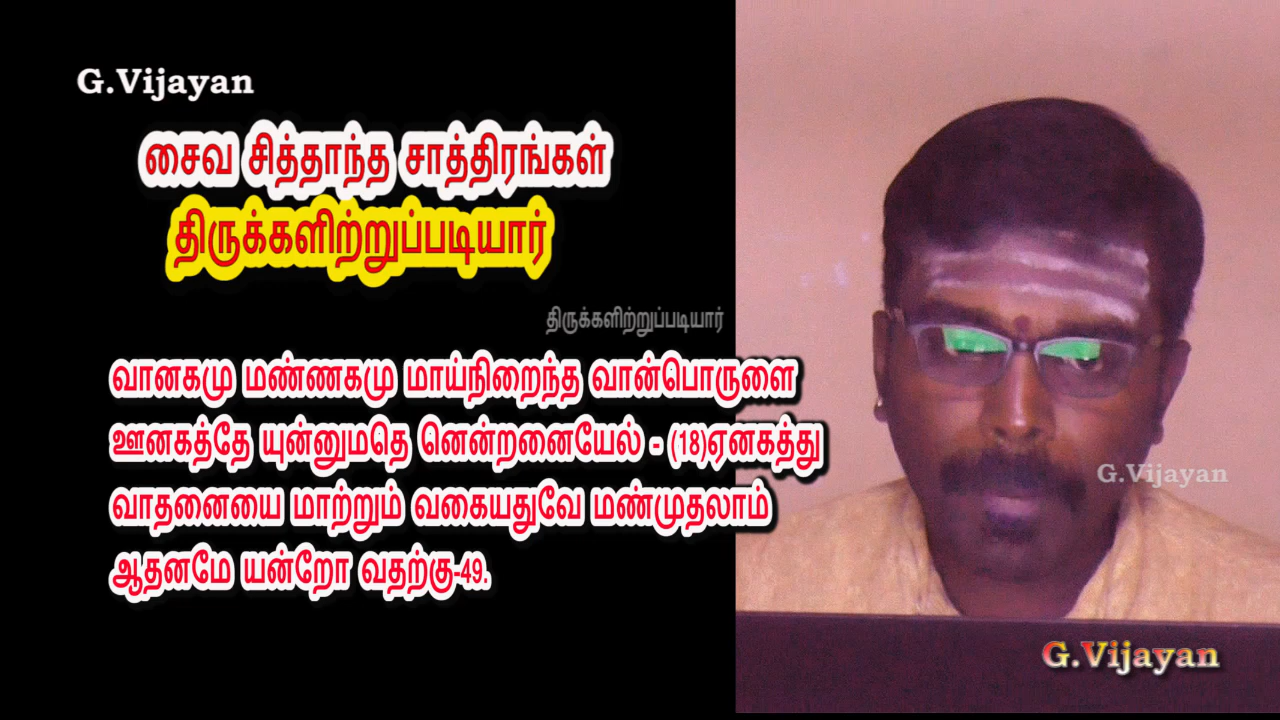 G.Vijayan
சைவ சித்தாந்த சாத்திரங்கள்
திருக்களிற்றுப்படியார்
திருக்களிற்றுப்படியார்
வானகமு மண்ணகமு மாய்நிறைந்த வான்பொருளை
ஊனகத்தே யுன்னுமதெ னென்றனையேல் - (18)ஏனகத்து
வாதனையை மாற்றும் வகையதுவே மண்முதலாம்
ஆதனமே யன்றோ வதற்கு-49.
G.Vijayan
G.Vijayan